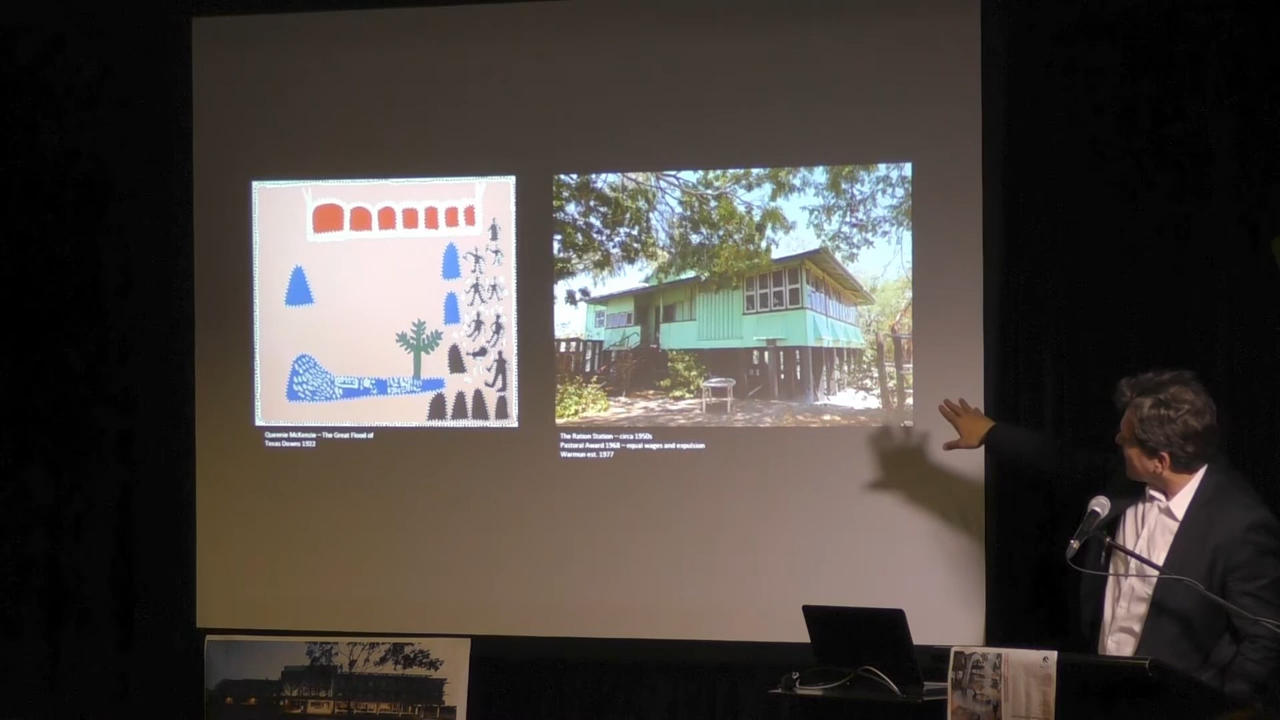 Queenie McKenzie – The Great Flood of
Texas Downs 1922
The Ration Station – circa 1950s
Pastoral Award 1968 – equal wages and expulsion
Warmun est. 1977